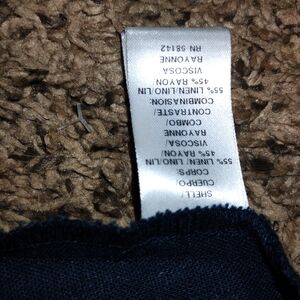 SHELL/
CUERPO/
CORPS:
55% LINEN/LINO/LIN
45% RAYON/
VISCOSA/
RAYONNE
COMBO/
CONTRASTE/
COMBINAISON:
55% LINEN/LINO/LIN
45% RAYON/
VISCOSA/
RAYONNE
RN 58142